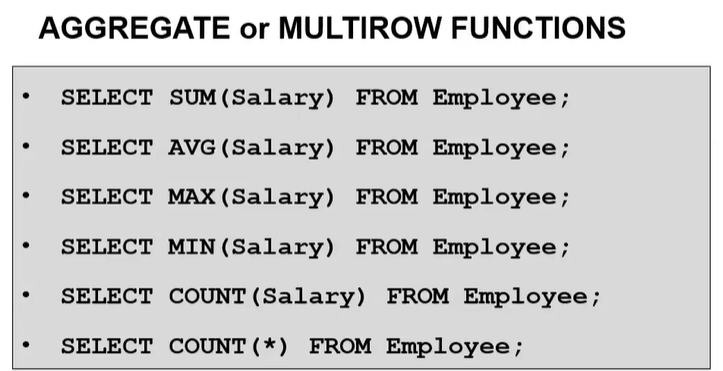 AGGREGATE or MULTIROW FUNCTIONS
• SELECT SUM(Salary) FROM Employee;
• SELECT AVG(Salary) FROM Employee;
• SELECT MAX(Salary) FROM Employee;
• SELECT MIN(Salary) FROM Employee;
• SELECT COUNT(Salary) FROM Employee;
• SELECT COUNT(*) FROM Employee;